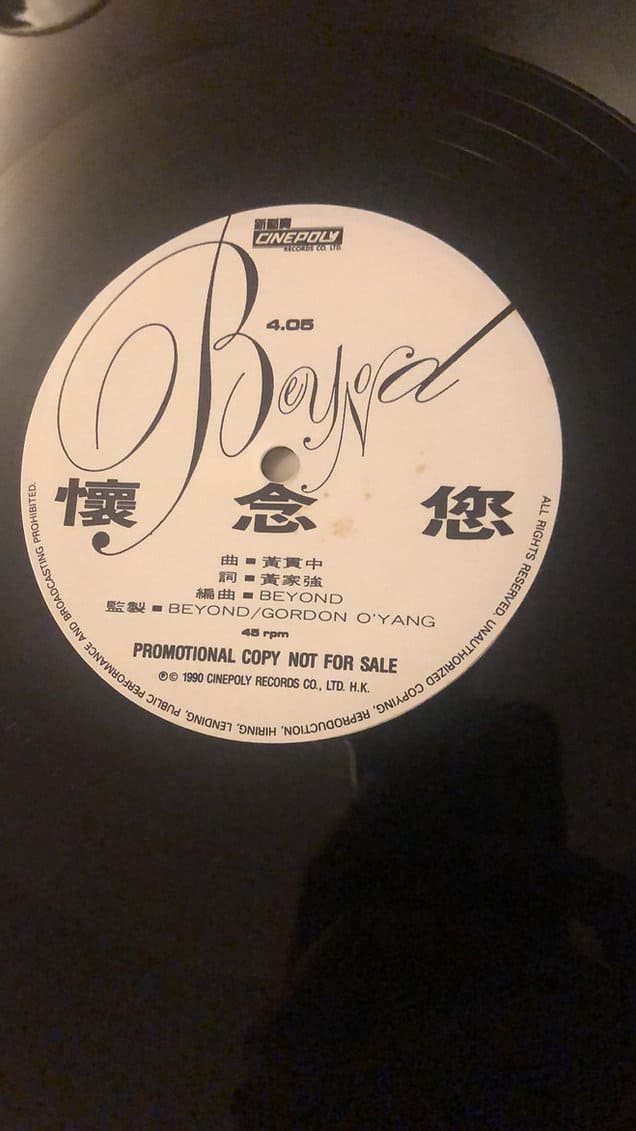 新藝寶
CINEPOLY
RECORDS CO. LTD.
Beyond
4.05
懷念您
曲 ■ 黃貫中
詞 ■ 黃家強
編曲 ■ BEYOND
監製 ■ BEYOND/GORDON O'YANG
45 rpm
PROMOTIONAL COPY NOT FOR SALE
℗© 1990 CINEPOLY RECORDS CO., LTD. H.K.
ALL RIGHTS RESERVED. UNAUTHORIZED COPYING, REPRODUCTION, HIRING, LENDING, PUBLIC PERFORMANCE AND BROADCASTING PROHIBITED.